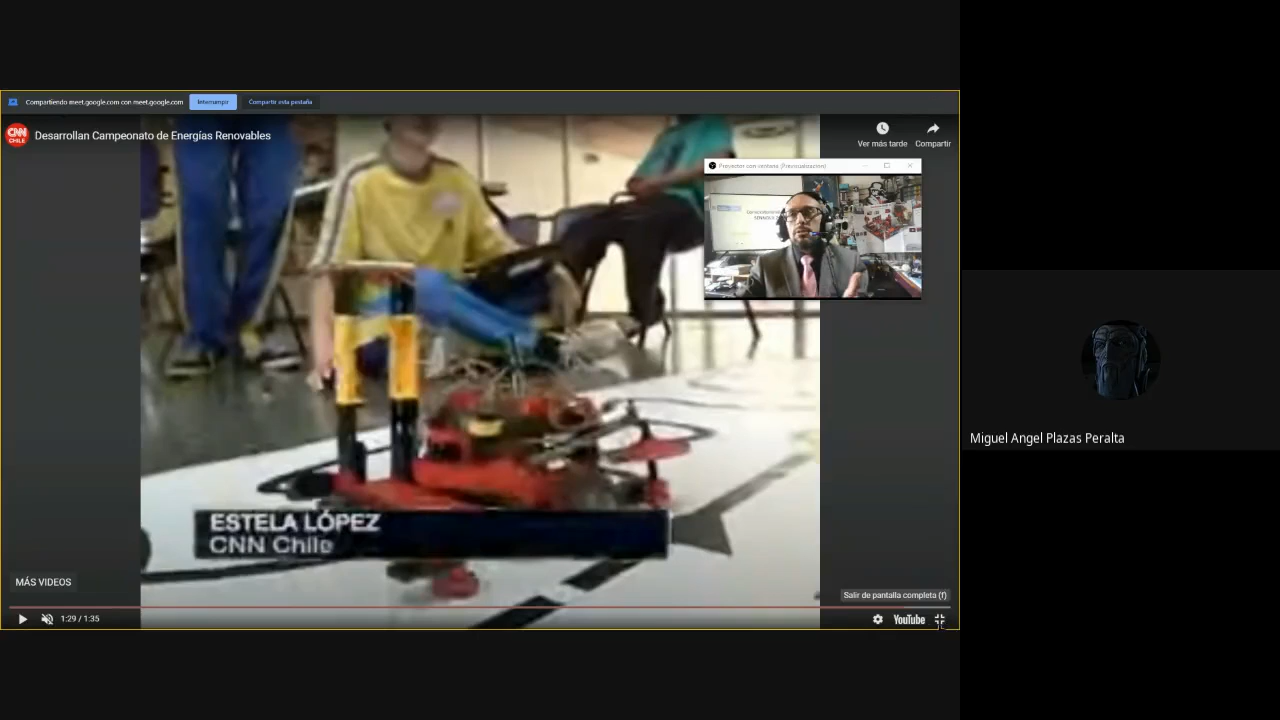 Compartiendo meet.google.com con meet.google.com
Interrumpir
Compartir esta pestaña
CNN
CHILE
Desarrollan Campeonato de Energías Renovables
Ver más tarde
Compartir
Proyector con ventana (Previsualización)
ESTELA LÓPEZ
CNN Chile
MÁS VIDEOS
Salir de pantalla completa (f)
1:29 / 1:35
YouTube
Miguel Angel Plazas Peralta